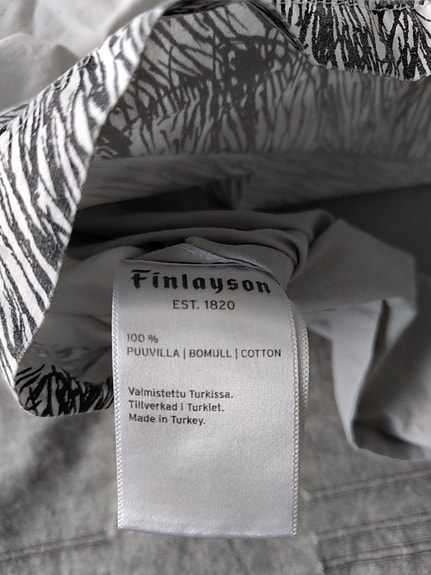 Finlayson
EST. 1820
100 %
PUUVILLA | BOMULL | COTTON
Valmistettu Turkissa.
Tillverkad i Turkiet.
Made in Turkey.